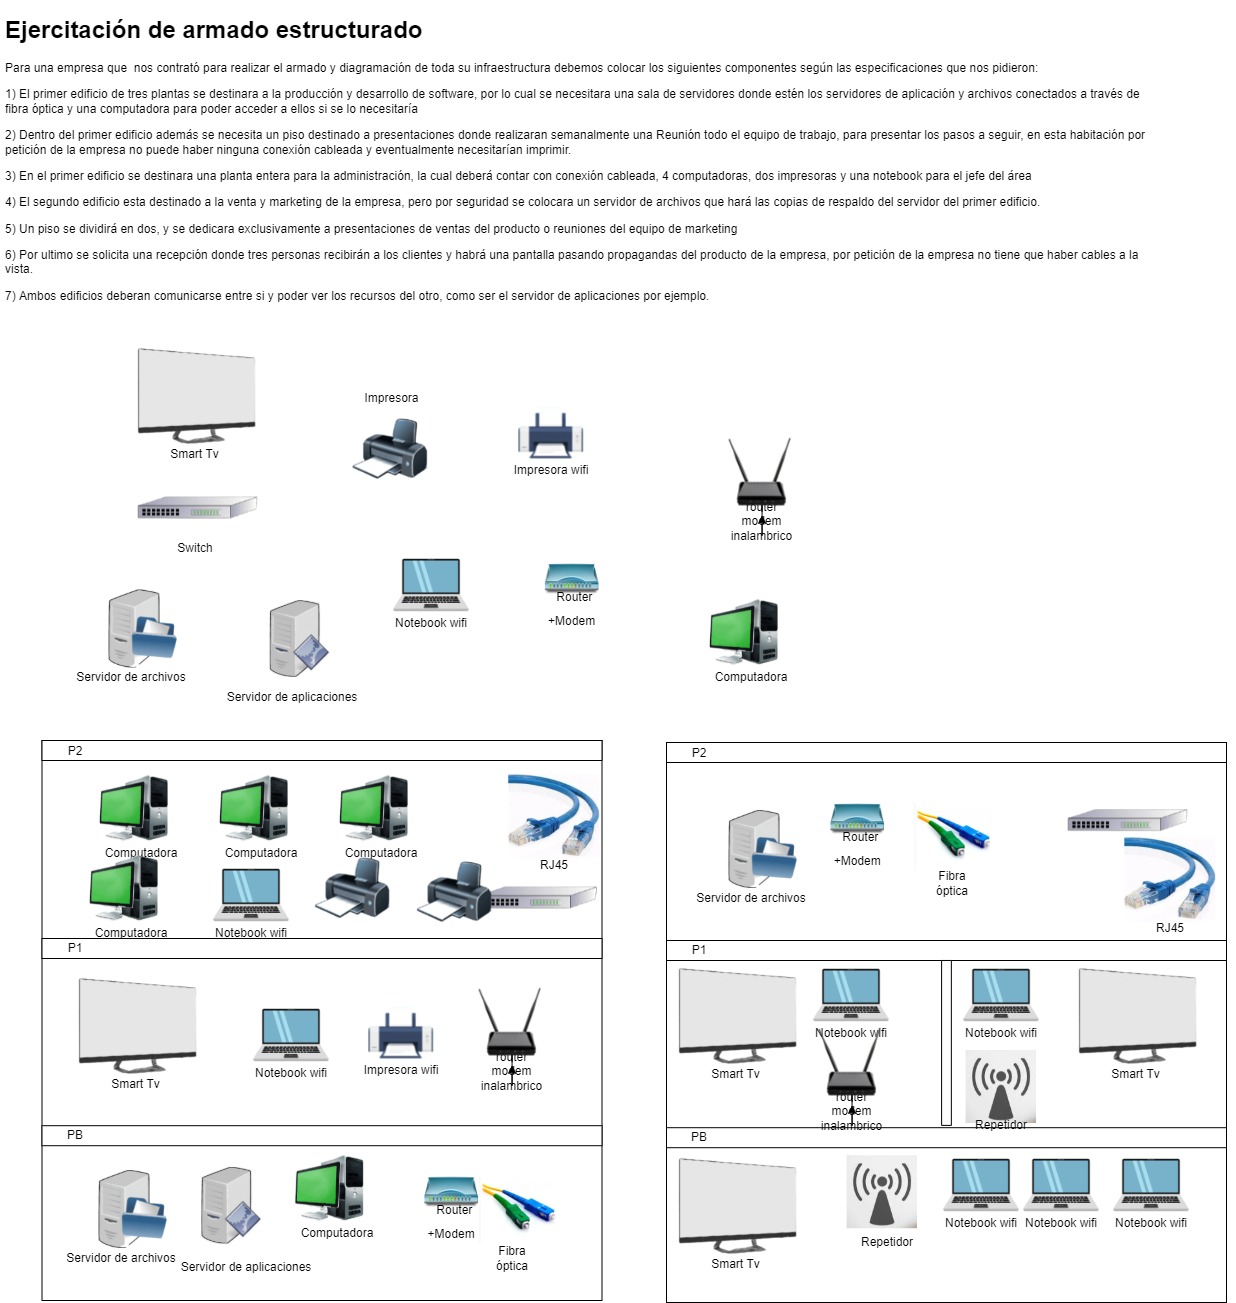 Ejercitación de armado estructurado
Para una empresa que  nos contrató para realizar el armado y diagramación de toda su infraestructura debemos colocar los siguientes componentes según las especificaciones que nos pidieron:
1) El primer edificio de tres plantas se destinara a la producción y desarrollo de software, por lo cual se necesitara una sala de servidores donde estén los servidores de aplicación y archivos conectados a través de
fibra óptica y una computadora para poder acceder a ellos si se lo necesitaría
2) Dentro del primer edificio además se necesita un piso destinado a presentaciones donde realizaran semanalmente una Reunión todo el equipo de trabajo, para presentar los pasos a seguir, en esta habitación por
petición de la empresa no puede haber ninguna conexión cableada y eventualmente necesitarían imprimir.
3) En el primer edificio se destinara una planta entera para la administración, la cual deberá contar con conexión cableada, 4 computadoras, dos impresoras y una notebook para el jefe del área
4) El segundo edificio esta destinado a la venta y marketing de la empresa, pero por seguridad se colocara un servidor de archivos que hará las copias de respaldo del servidor del primer edificio.
5) Un piso se dividirá en dos, y se dedicara exclusivamente a presentaciones de ventas del producto o reuniones del equipo de marketing
6) Por ultimo se solicita una recepción donde tres personas recibirán a los clientes y habrá una pantalla pasando propagandas del producto de la empresa, por petición de la empresa no tiene que haber cables a la
vista.
7) Ambos edificios deberan comunicarse entre si y poder ver los recursos del otro, como ser el servidor de aplicaciones por ejemplo.
Smart Tv
Impresora
Impresora wifi
router
modem
inalambrico
Switch
Notebook wifi
Router
+Modem
Servidor de archivos
Servidor de aplicaciones
Computadora
P2
Computadora
Computadora
Computadora
RJ45
Computadora
Notebook wifi
P1
Smart Tv
Notebook wifi
Impresora wifi
router
modem
inalambrico
PB
Servidor de archivos
Servidor de aplicaciones
Computadora
Router
+Modem
Fibra
óptica
P2
Servidor de archivos
Router
+Modem
Fibra
óptica
RJ45
P1
Smart Tv
Notebook wifi
router
modem
inalambrico
Notebook wifi
Repetidor
Smart Tv
PB
Smart Tv
Repetidor
Notebook wifi
Notebook wifi
Notebook wifi